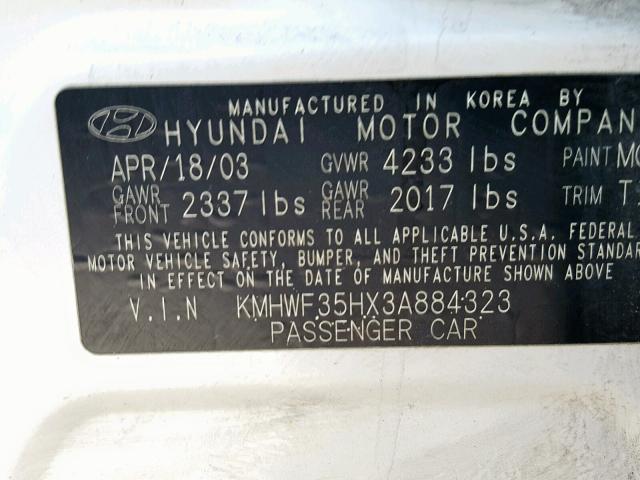 MANUFACTURED IN KOREA BY
HYUNDAI MOTOR COMPAN
APR/18/03 GVWR 4233 lbs PAINT
GAWR FRONT 2337 lbs GAWR REAR 2017 lbs TRIM
THIS VEHICLE CONFORMS TO ALL APPLICABLE U.S.A. FEDERAL
MOTOR VEHICLE SAFETY, BUMPER, AND THEFT PREVENTION STANDAR
IN EFFECT ON THE DATE OF MANUFACTURE SHOWN ABOVE.
V.I.N KMHWF35HX3A884323
PASSENGER CAR